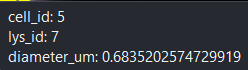 cell_id: 5
lys_id: 7
diameter_um: 0.6835202574729919